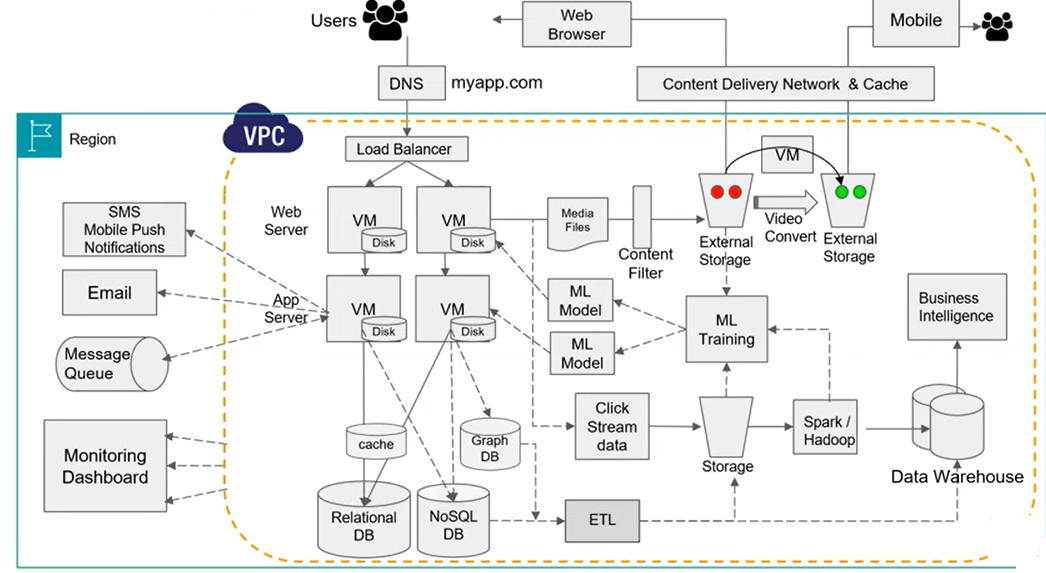 Users
Web
Browser
Mobile
DNS
myapp.com
Content Delivery Network & Cache
Region
VPC
Load Balancer
VM
SMS
Mobile Push
Notifications
Web
Server
VM
Disk
VM
Disk
Media
Files
Content
Filter
External
Storage
Video
Convert
External
Storage
Email
App
Server
VM
Disk
VM
Disk
ML
Model
ML
Model
ML
Training
Business
Intelligence
Message
Queue
Monitoring
Dashboard
cache
Graph
DB
Click
Stream
data
Storage
Spark /
Hadoop
Data Warehouse
Relational
DB
NoSQL
DB
ETL